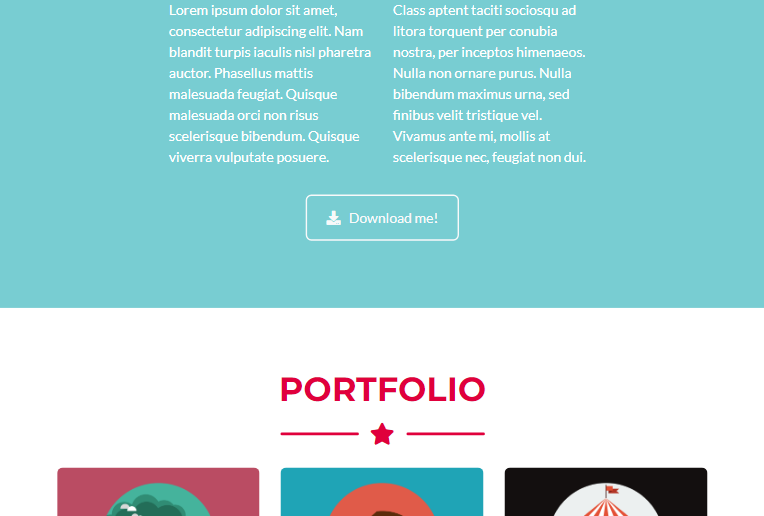 Lorem ipsum dolor sit amet,
consectetur adipiscing elit. Nam
blandit turpis iaculis nisl pharetra
auctor. Phasellus mattis
malesuada feugiat. Quisque
malesuada orci non risus
scelerisque bibendum. Quisque
viverra vulputate posuere.
Class aptent taciti sociosqu ad
litora torquent per conubia
nostra, per inceptos himenaeos.
Nulla non ornare purus. Nulla
bibendum maximus urna, sed
finibus velit tristique vel.
Vivamus ante mi, mollis at
scelerisque nec, feugiat non dui.
Download me!
PORTFOLIO